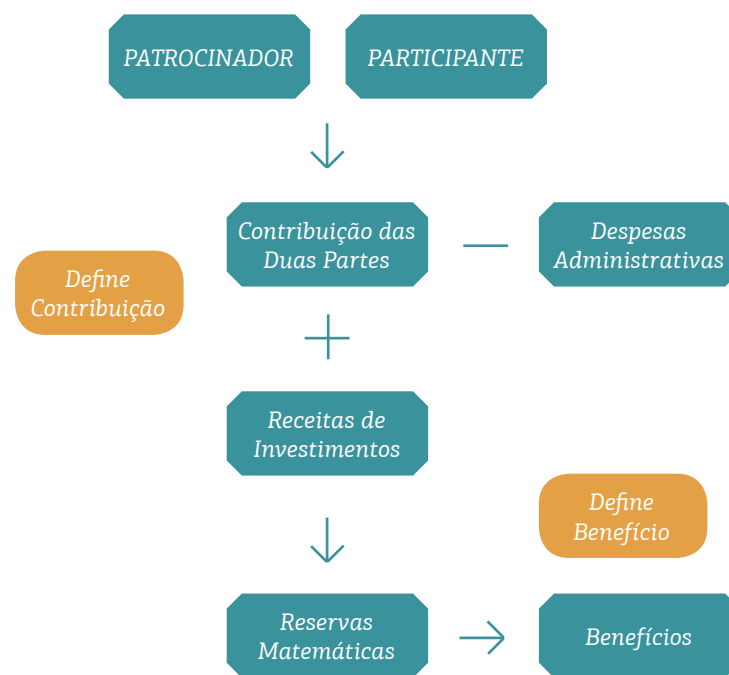 PATROCINADOR
PARTICIPANTE
Contribuição das
Duas Partes
Despesas
Administrativas
Define
Contribuição
Receitas de
Investimentos
Define
Benefício
Reservas
Matemáticas
Benefícios